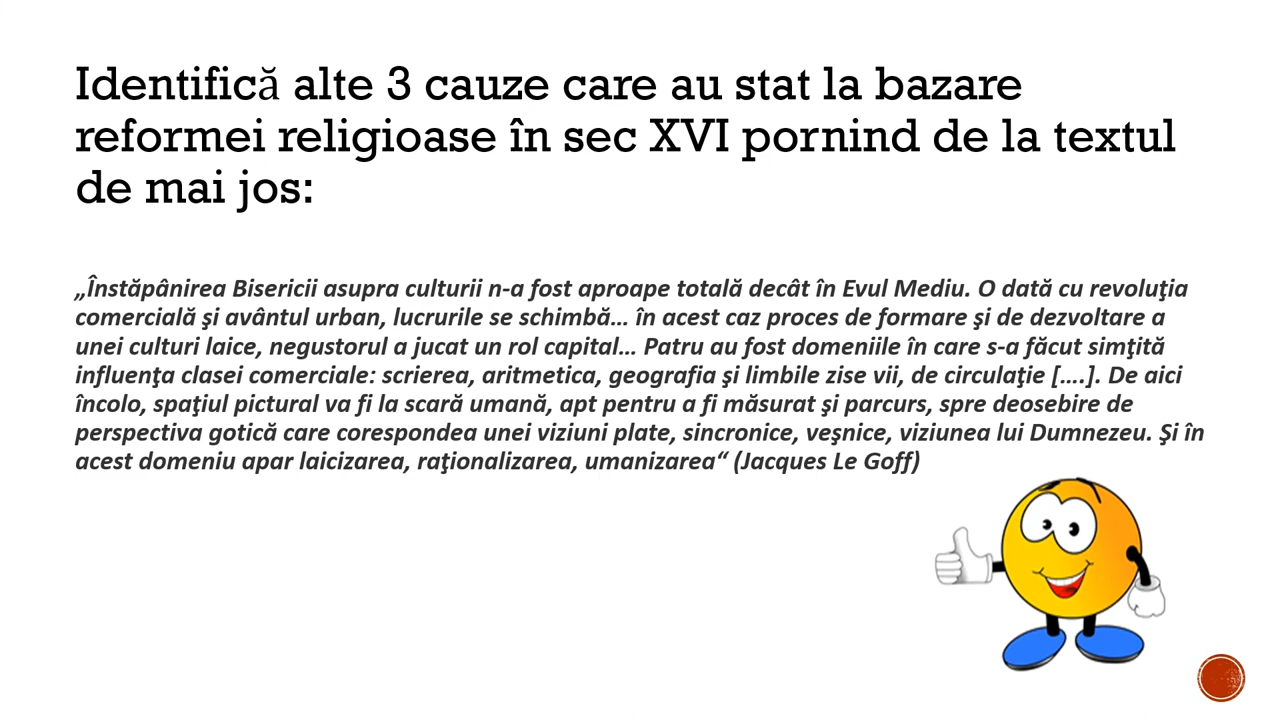 Identifică alte 3 cauze care au stat la bazare
reformei religioase în sec XVI pornind de la textul
de mai jos:
„Înstăpânirea Bisericii asupra culturii n-a fost aproape totală decât în Evul Mediu. O dată cu revoluţia
comercială şi avântul urban, lucrurile se schimbă… în acest caz proces de formare şi de dezvoltare a
unei culturi laice, negustorul a jucat un rol capital… Patru au fost domeniile în care s-a făcut simţită
influenţa clasei comerciale: scrierea, aritmetica, geografia şi limbile zise vii, de circulaţie [….]. De aici
încolo, spaţiul pictural va fi la scară umană, apt pentru a fi măsurat şi parcurs, spre deosebire de
perspectiva gotică care corespondea unei viziuni plate, sincronice, veşnice, viziunea lui Dumnezeu. Şi în
acest domeniu apar laicizarea, raţionalizarea, umanizarea“ (Jacques Le Goff)